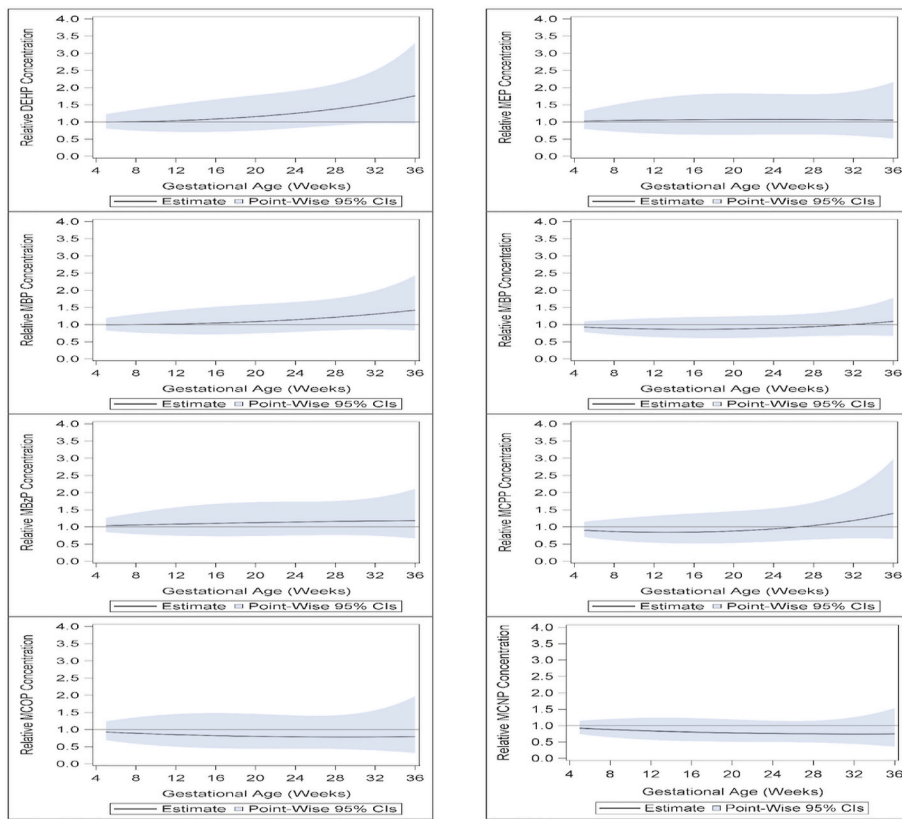 Relative DEHP Concentration
4.0
3.5
3.0
2.5
2.0
1.5
1.0
0.5
0.0
4 8 12 16 20 24 28 32 36
Gestational Age (Weeks)
Estimate Point-Wise 95% CIs
Relative MEP Concentration
4.0
3.5
3.0
2.5
2.0
1.5
1.0
0.5
0.0
4 8 12 16 20 24 28 32 36
Gestational Age (Weeks)
Estimate Point-Wise 95% CIs
Relative MBP Concentration
4.0
3.5
3.0
2.5
2.0
1.5
1.0
0.5
0.0
4 8 12 16 20 24 28 32 36
Gestational Age (Weeks)
Estimate Point-Wise 95% CIs
Relative MiBP Concentration
4.0
3.5
3.0
2.5
2.0
1.5
1.0
0.5
0.0
4 8 12 16 20 24 28 32 36
Gestational Age (Weeks)
Estimate Point-Wise 95% CIs
Relative MBzP Concentration
4.0
3.5
3.0
2.5
2.0
1.5
1.0
0.5
0.0
4 8 12 16 20 24 28 32 36
Gestational Age (Weeks)
Estimate Point-Wise 95% CIs
Relative MCPP Concentration
4.0
3.5
3.0
2.5
2.0
1.5
1.0
0.5
0.0
4 8 12 16 20 24 28 32 36
Gestational Age (Weeks)
Estimate Point-Wise 95% CIs
Relative MCOP Concentration
4.0
3.5
3.0
2.5
2.0
1.5
1.0
0.5
0.0
4 8 12 16 20 24 28 32 36
Gestational Age (Weeks)
Estimate Point-Wise 95% CIs
Relative MCNP Concentration
4.0
3.5
3.0
2.5
2.0
1.5
1.0
0.5
0.0
4 8 12 16 20 24 28 32 36
Gestational Age (Weeks)
Estimate Point-Wise 95% CIs